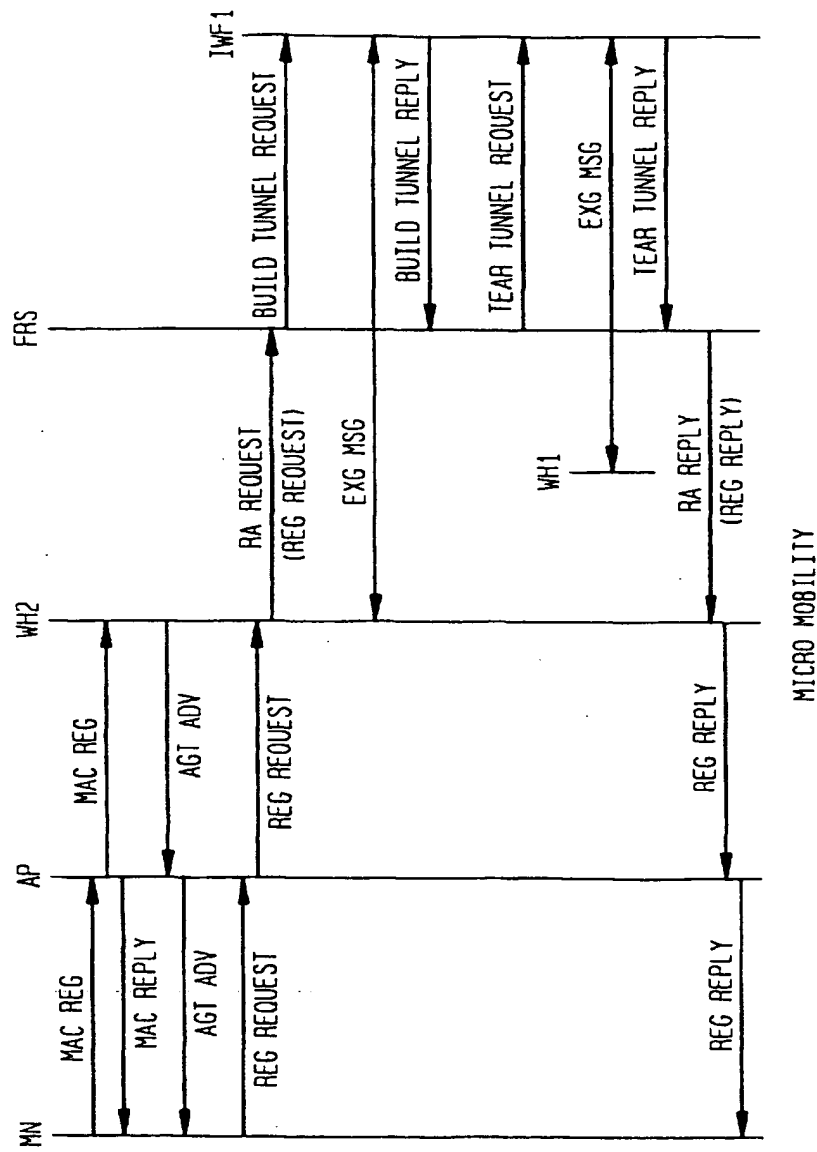 MN
AP
WH2
FRS
IWF1
MAC REG
MAC REG
MAC REPLY
AGT ADV
AGT ADV
REG REQUEST
REG REQUEST
RA REQUEST
(REG REQUEST)
BUILD TUNNEL REQUEST
EXG MSG
BUILD TUNNEL REPLY
TEAR TUNNEL REQUEST
WH1
EXG MSG
TEAR TUNNEL REPLY
RA REPLY
(REG REPLY)
REG REPLY
REG REPLY
MICRO MOBILITY